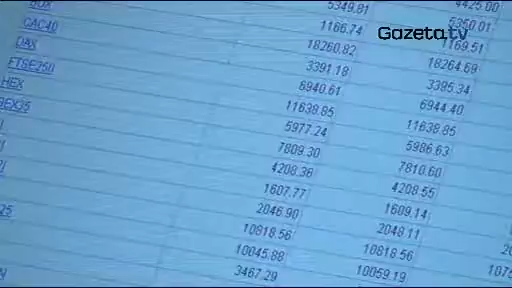 Gazeta.tv
4425.00
5349.81 5350.01
1166.74 1169.51
BUX 18260.82 18264.69
CAC40 3391.18 3395.34
DAX 6940.61 6944.40
FTSE250 11638.85 11638.85
HEX 5977.24 5986.63
BEX35 7809.30 7810.60
4208.36 4208.55
1607.77 1609.14
2046.90 2048.11
10818.56 10818.56
25 10045.88 10059.19
3467.29